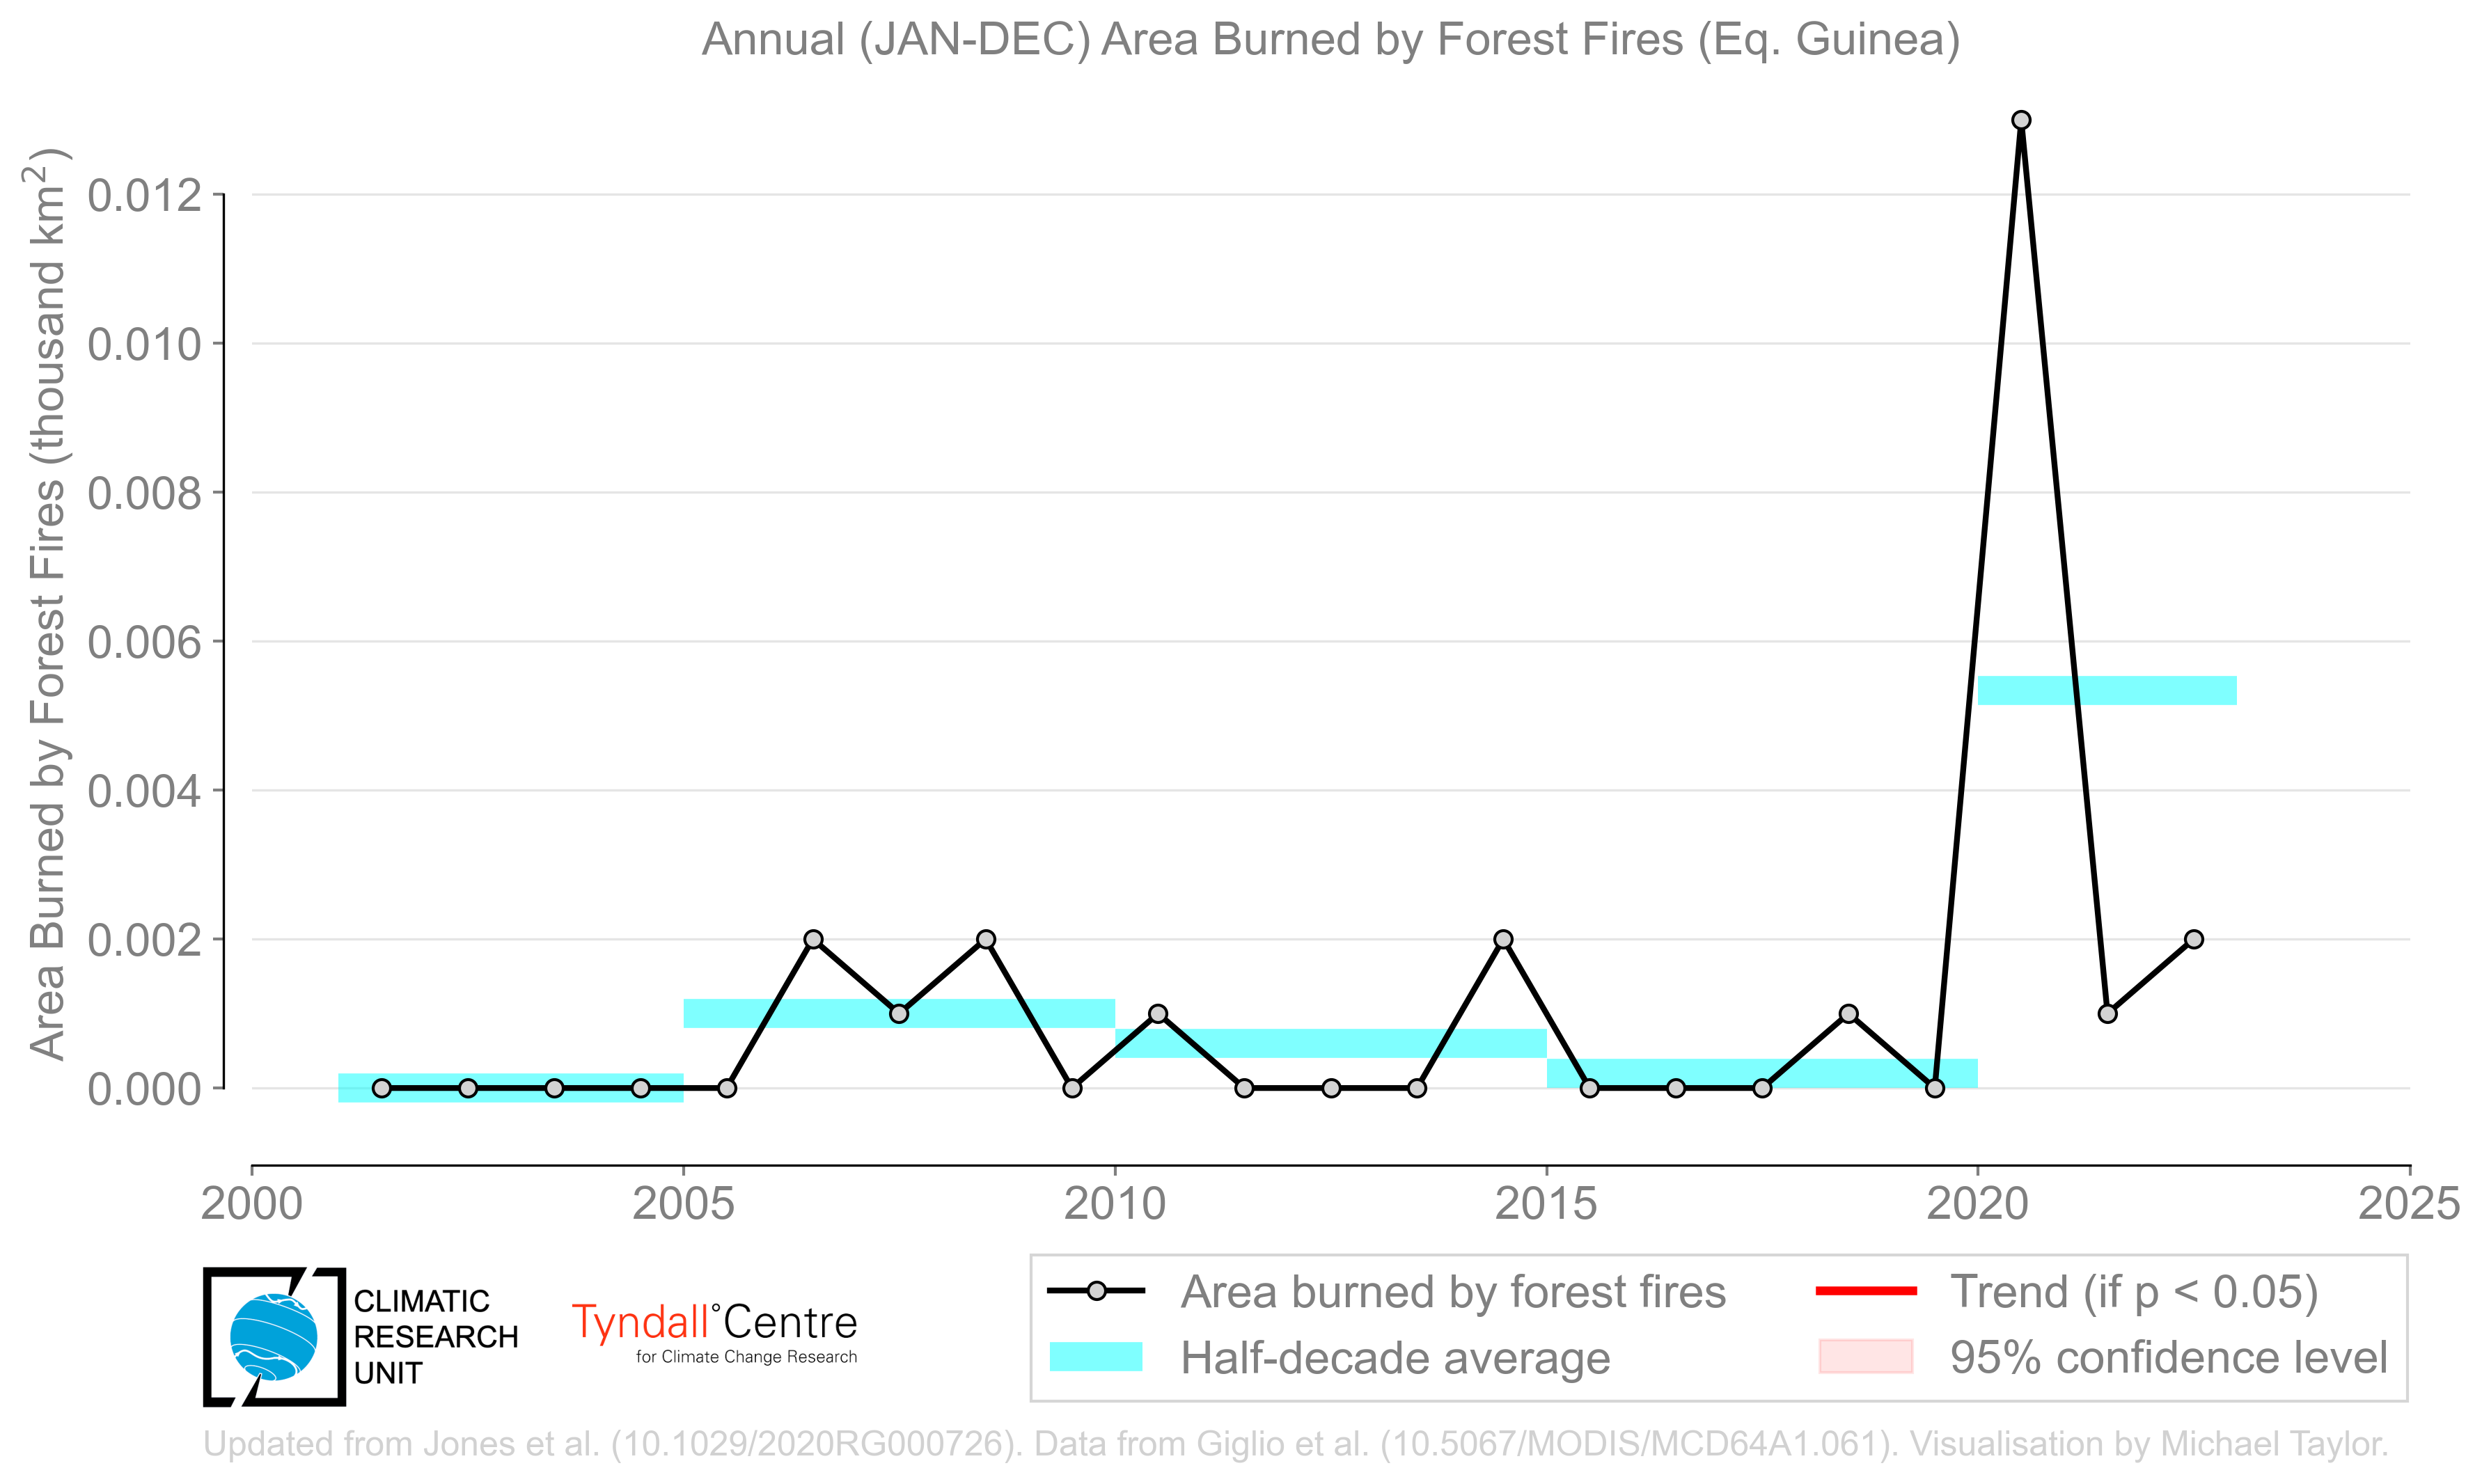 Annual (JAN-DEC) Area Burned by Forest Fires (Eq. Guinea)
Area Burned by Forest Fires (thousand km²)
0.012
0.010
0.008
0.006
0.004
0.002
0.000
2000 2005 2010 2015 2020 2025
CLIMATIC
RESEARCH
UNIT
Tyndall°Centre
for Climate Change Research
Area burned by forest fires
Half-decade average
Trend (if p < 0.05)
95% confidence level
Updated from Jones et al. (10.1029/2020RG000726). Data from Giglio et al. (10.5067/MODIS/MCD64A1.061). Visualisation by Michael Taylor.